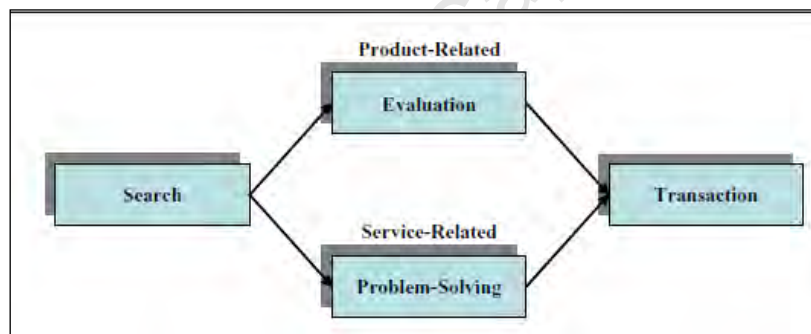 Product-Related
Evaluation
Search
Transaction
Service-Related
Problem-Solving